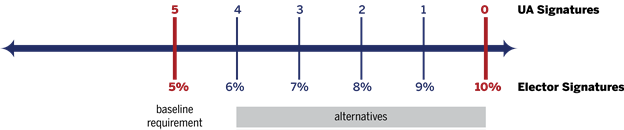 5 4 3 2 1 0 UA Signatures
5% 6% 7% 8% 9% 10% Elector Signatures
baseline
requirement
alternatives